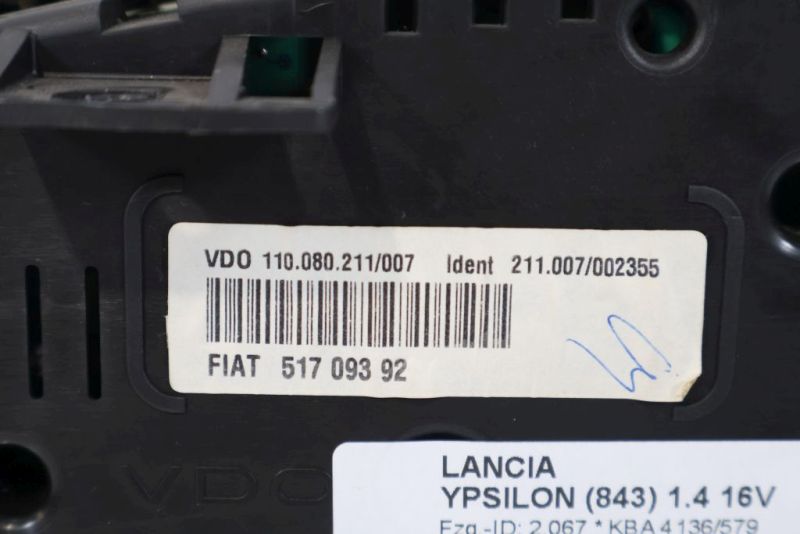 VDO 110.080.211/007 Ident 211.007/002355
FIAT 517 093 92
VDO
LANCIA
YPSILON (843) 1.4 16V
Fzg.-ID: 2.067 * KBA 4136/579